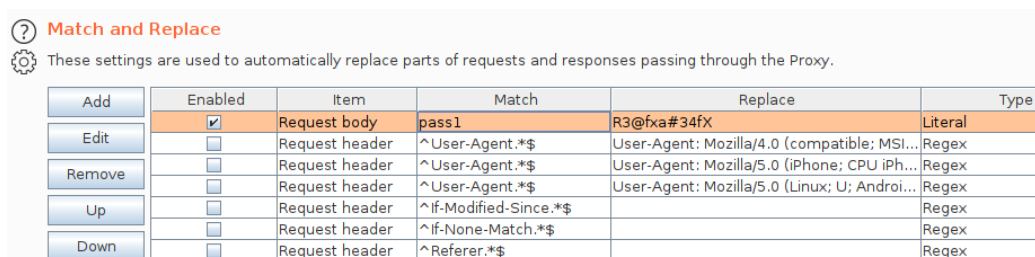 Match and Replace
These settings are used to automatically replace parts of requests and responses passing through the Proxy.
Add
Edit
Remove
Up
Down
Enabled Item Match Replace Type
Request body pass1 R3@fxa#34fX Literal
Request header ^User-Agent.*$ User-Agent: Mozilla/4.0 (compatible; MSI... Regex
Request header ^User-Agent.*$ User-Agent: Mozilla/5.0 (iPhone; CPU iPh... Regex
Request header ^User-Agent.*$ User-Agent: Mozilla/5.0 (Linux; U; Androi... Regex
Request header ^If-Modified-Since.*$ Regex
Request header ^If-None-Match.*$ Regex
Request header ^Referer.*$ Regex